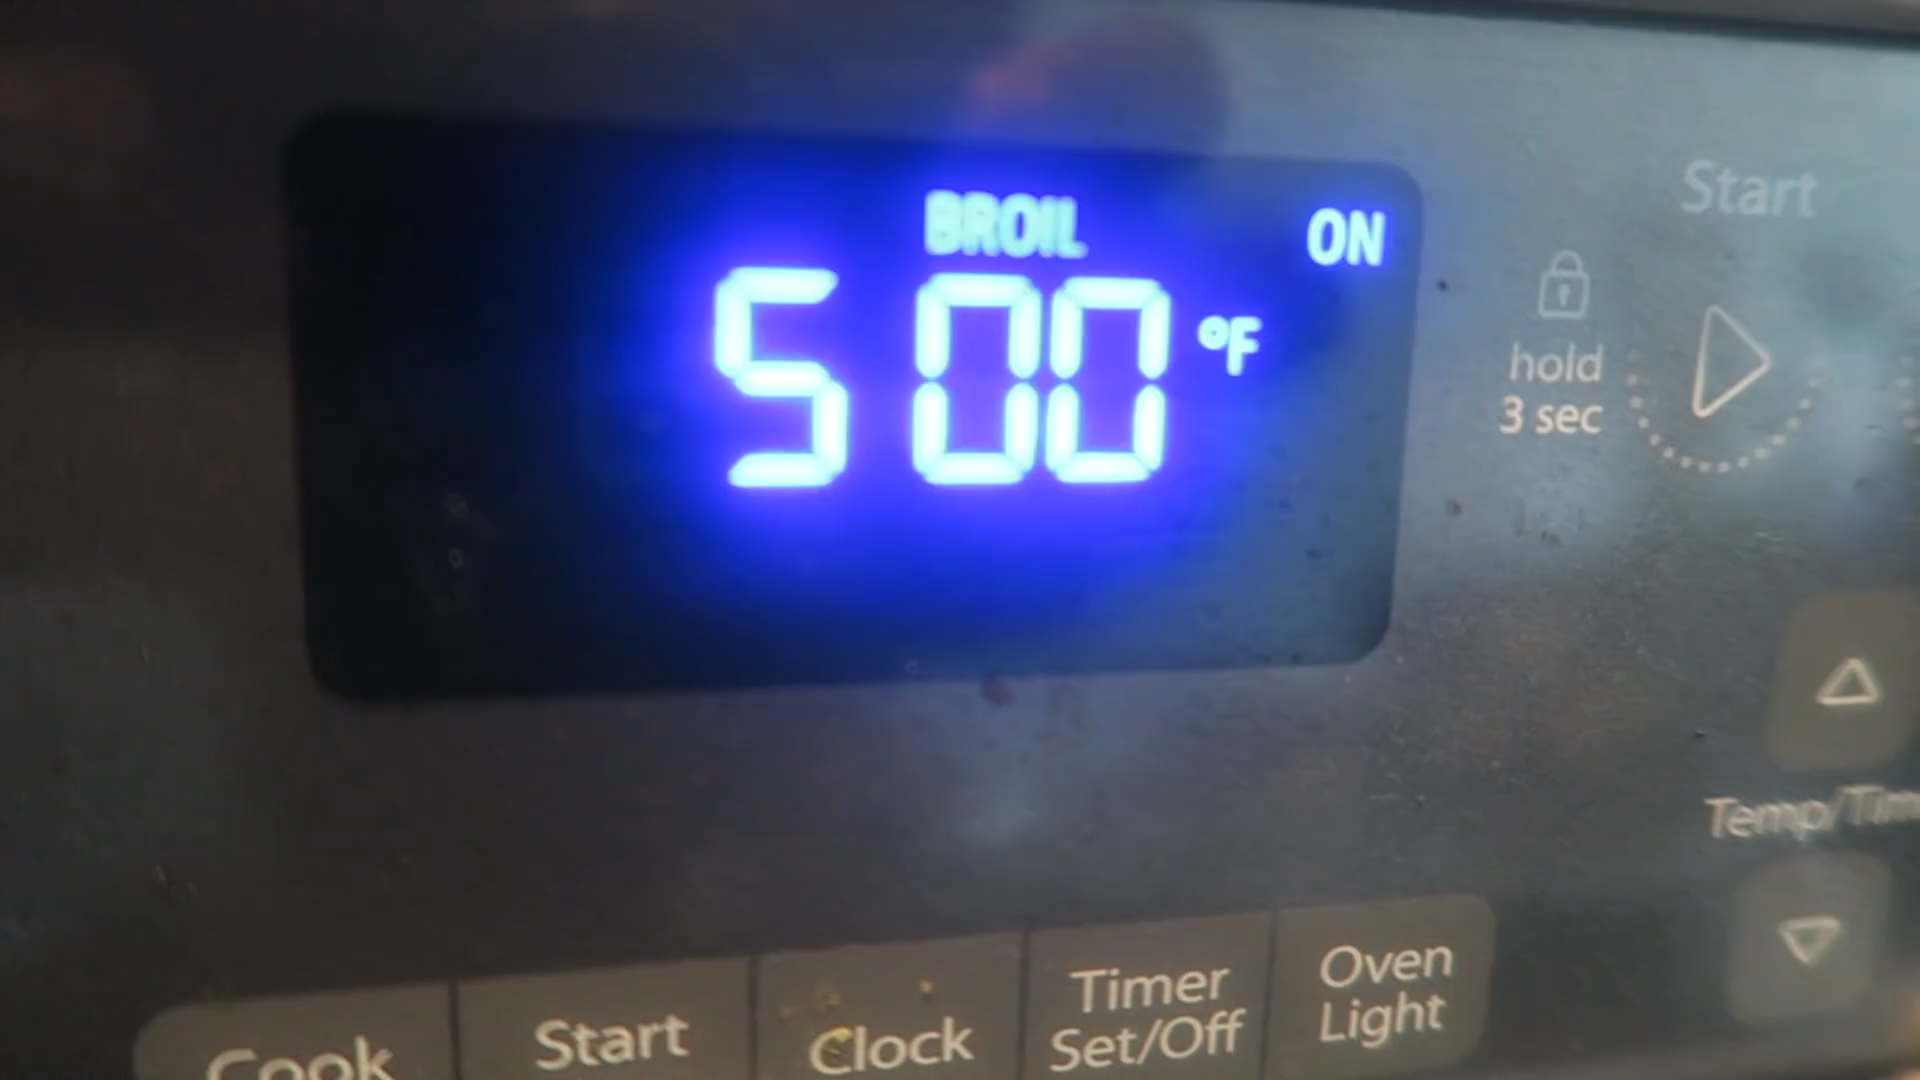 BROIL
ON
500 °F
Start
hold
3 sec
Temp/Tim
Cook
Start
Clock
Timer
Set/Off
Oven
Light